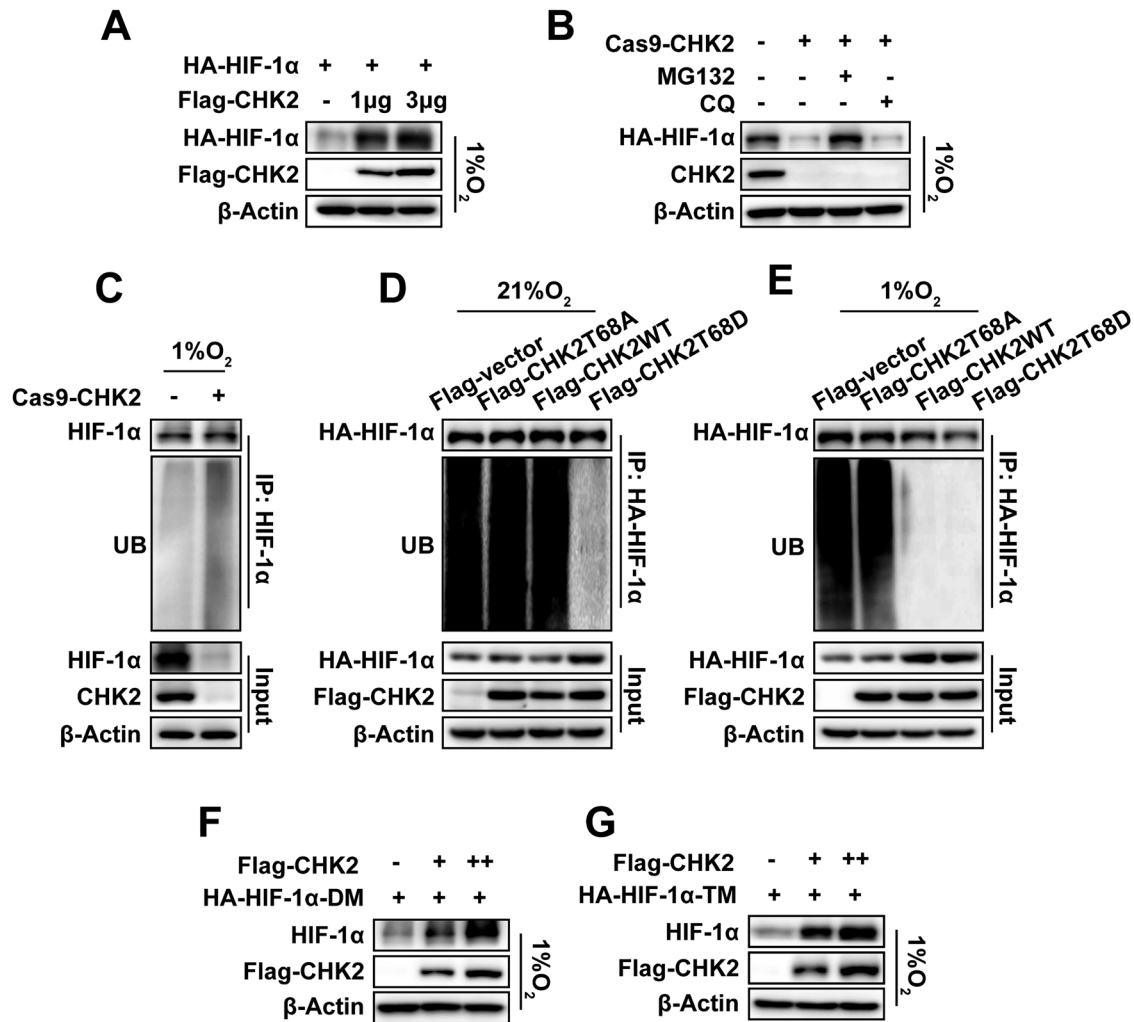 A
HA-HIF-1α + + +
Flag-CHK2 - 1μg 3μg
HA-HIF-1α
Flag-CHK2
β-Actin
1%O₂
B
Cas9-CHK2 - + + +
MG132 - - + -
CQ - - - +
HA-HIF-1α
CHK2
β-Actin
1%O₂
C
1%O₂
Cas9-CHK2 - +
HIF-1α
UB
IP: HIF-1α
HIF-1α
CHK2
β-Actin
Input
D
21%O₂
Flag-vector
Flag-CHK2T68A
Flag-CHK2WT
Flag-CHK2T68D
HA-HIF-1α
UB
IP: HA-HIF-1α
HA-HIF-1α
Flag-CHK2
β-Actin
Input
E
1%O₂
Flag-vector
Flag-CHK2T68A
Flag-CHK2WT
Flag-CHK2T68D
HA-HIF-1α
UB
IP: HA-HIF-1α
HA-HIF-1α
Flag-CHK2
β-Actin
Input
F
Flag-CHK2 - + ++
HA-HIF-1α-DM + + +
HIF-1α
Flag-CHK2
β-Actin
1%O₂
G
Flag-CHK2 - + ++
HA-HIF-1α-TM + + +
HIF-1α
Flag-CHK2
β-Actin
1%O₂